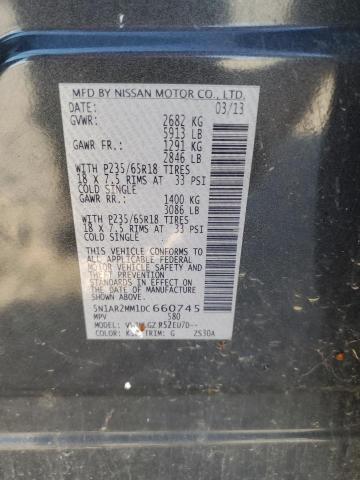 MFD BY NISSAN MOTOR CO., LTD.
DATE: 03/13
GVWR: 2682 KG
5913 LB
GAWR FR.: 1291 KG
2846 LB
WITH P235/65R18 TIRES
18 X 7.5 RIMS AT 33 PSI
COLD SINGLE
GAWR RR.: 1400 KG
3086 LB
WITH P235/65R18 TIRES
18 X 7.5 RIMS AT 33 PSI
COLD SINGLE
THIS VEHICLE CONFORMS TO
ALL APPLICABLE FEDERAL
MOTOR VEHICLE SAFETY
STANDARDS IN EFFECT ON THE
DATE OF MANUFACTURE
SHOWN ABOVE.
5N1AR2MM1DC660745
MPV 580
MODEL: R52EU7D--
COLOR: TRIM: G ZS30A